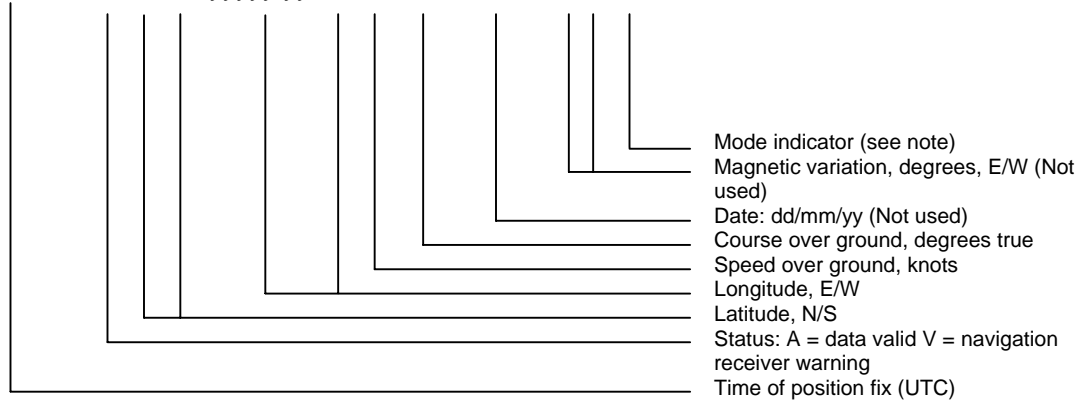 Mode indicator (see note)
Magnetic variation, degrees, E/W (Not
used)
Date: dd/mm/yy (Not used)
Course over ground, degrees true
Speed over ground, knots
Longitude, E/W
Latitude, N/S
Status: A = data valid V = navigation
receiver warning
Time of position fix (UTC)